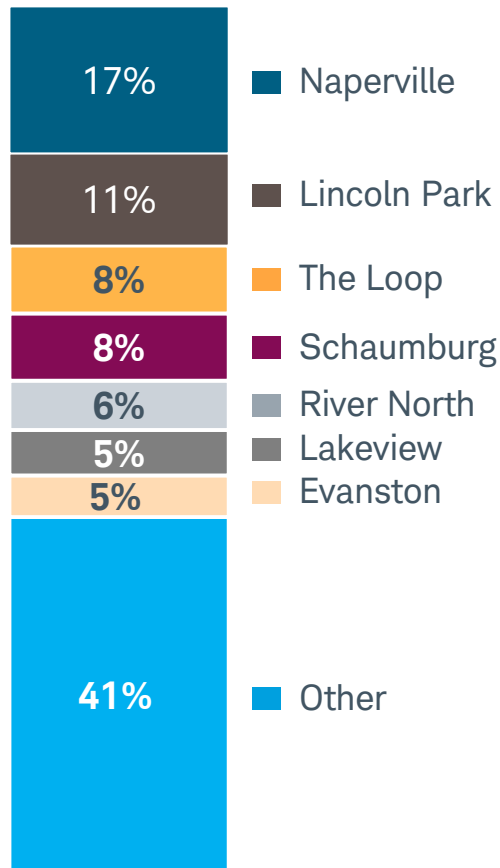 17% Naperville
11% Lincoln Park
8% The Loop
8% Schaumburg
6% River North
5% Lakeview
5% Evanston
41% Other